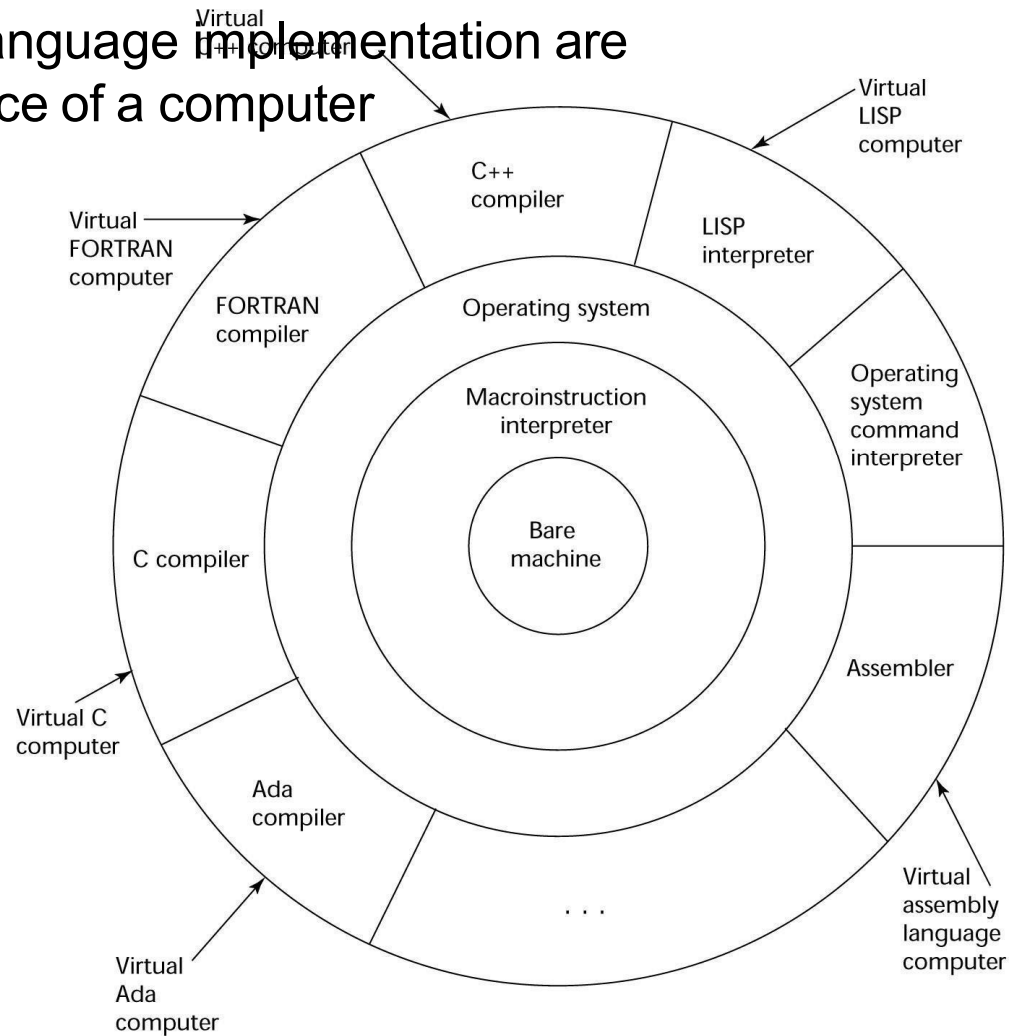 anguage implementation are
ce of a computer
Virtual
C++ computer
Virtual
LISP
computer
C++
compiler
LISP
interpreter
Virtual
FORTRAN
computer
FORTRAN
compiler
Operating system
Operating
system
command
interpreter
Macroinstruction
interpreter
Bare
machine
C compiler
Assembler
Virtual C
computer
Ada
compiler
. . .
Virtual
assembly
language
computer
Virtual
Ada
computer